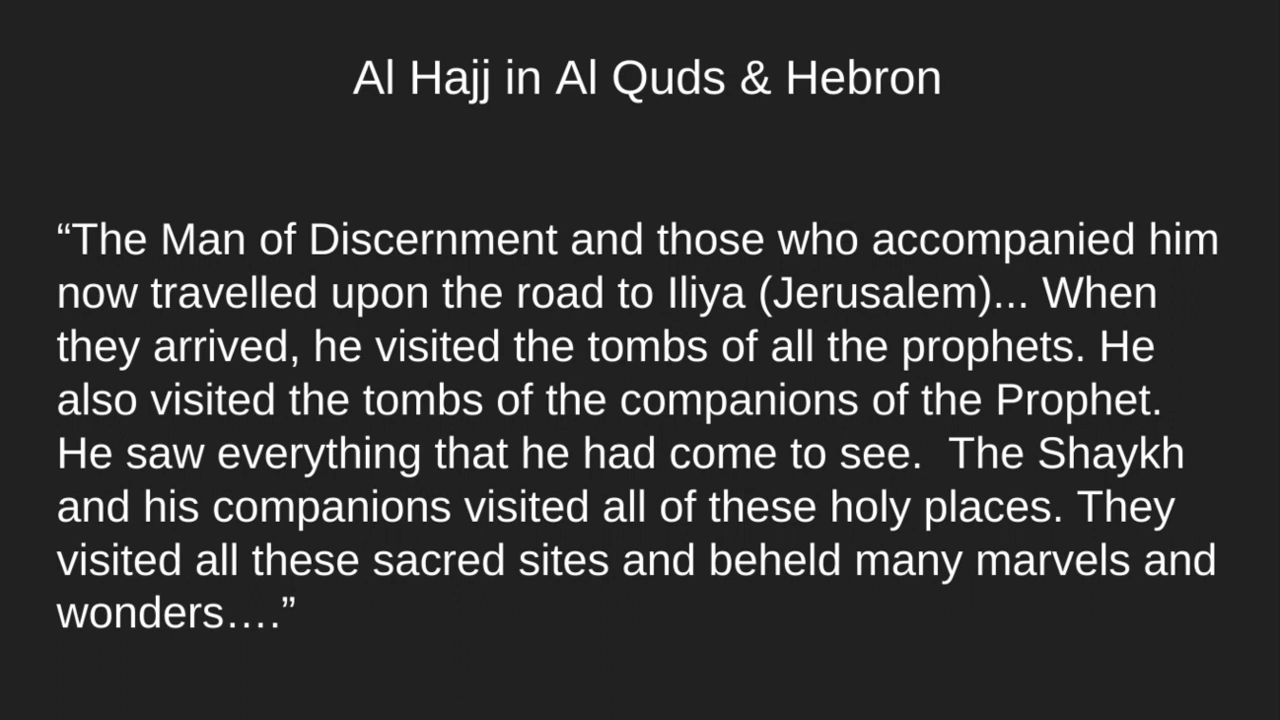 Al Hajj in Al Quds & Hebron
“The Man of Discernment and those who accompanied him
now travelled upon the road to Iliya (Jerusalem)... When
they arrived, he visited the tombs of all the prophets. He
also visited the tombs of the companions of the Prophet.
He saw everything that he had come to see.  The Shaykh
and his companions visited all of these holy places. They
visited all these sacred sites and beheld many marvels and
wonders….”